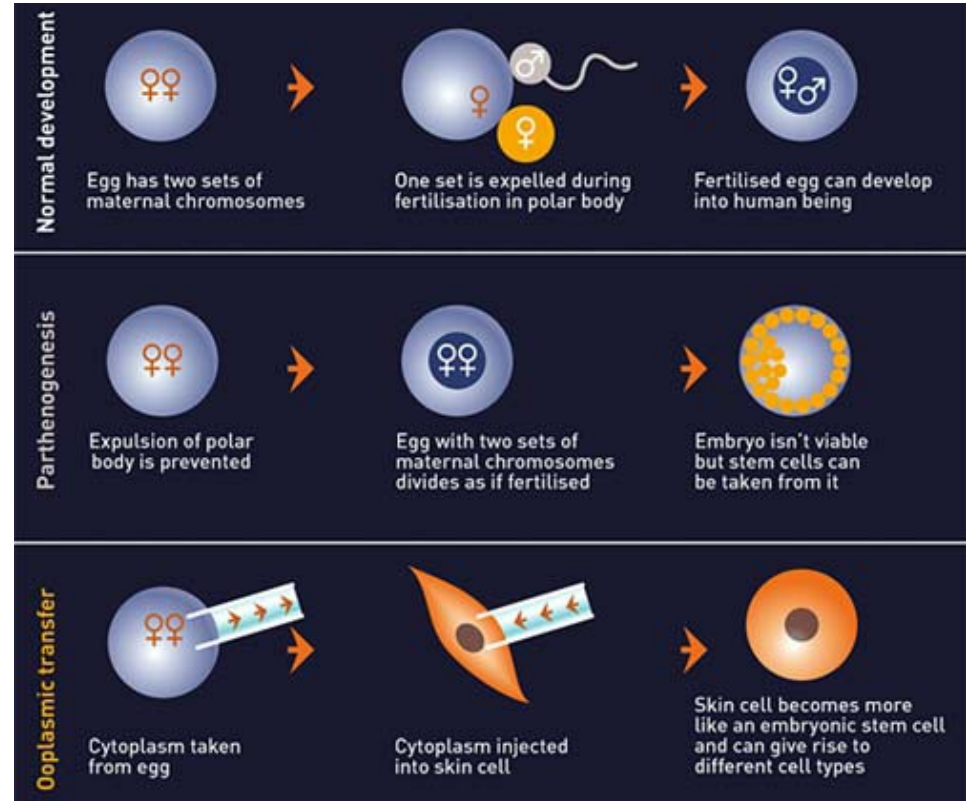 Normal development
Egg has two sets of
maternal chromosomes
One set is expelled during
fertilisation in polar body
Fertilised egg can develop
into human being
Parthenogenesis
Expulsion of polar
body is prevented
Egg with two sets of
maternal chromosomes
divides as if fertilised
Embryo isn't viable
but stem cells can
be taken from it
Ooplasmic transfer
Cytoplasm taken
from egg
Cytoplasm injected
into skin cell
Skin cell becomes more
like an embryonic stem cell
and can give rise to
different cell types